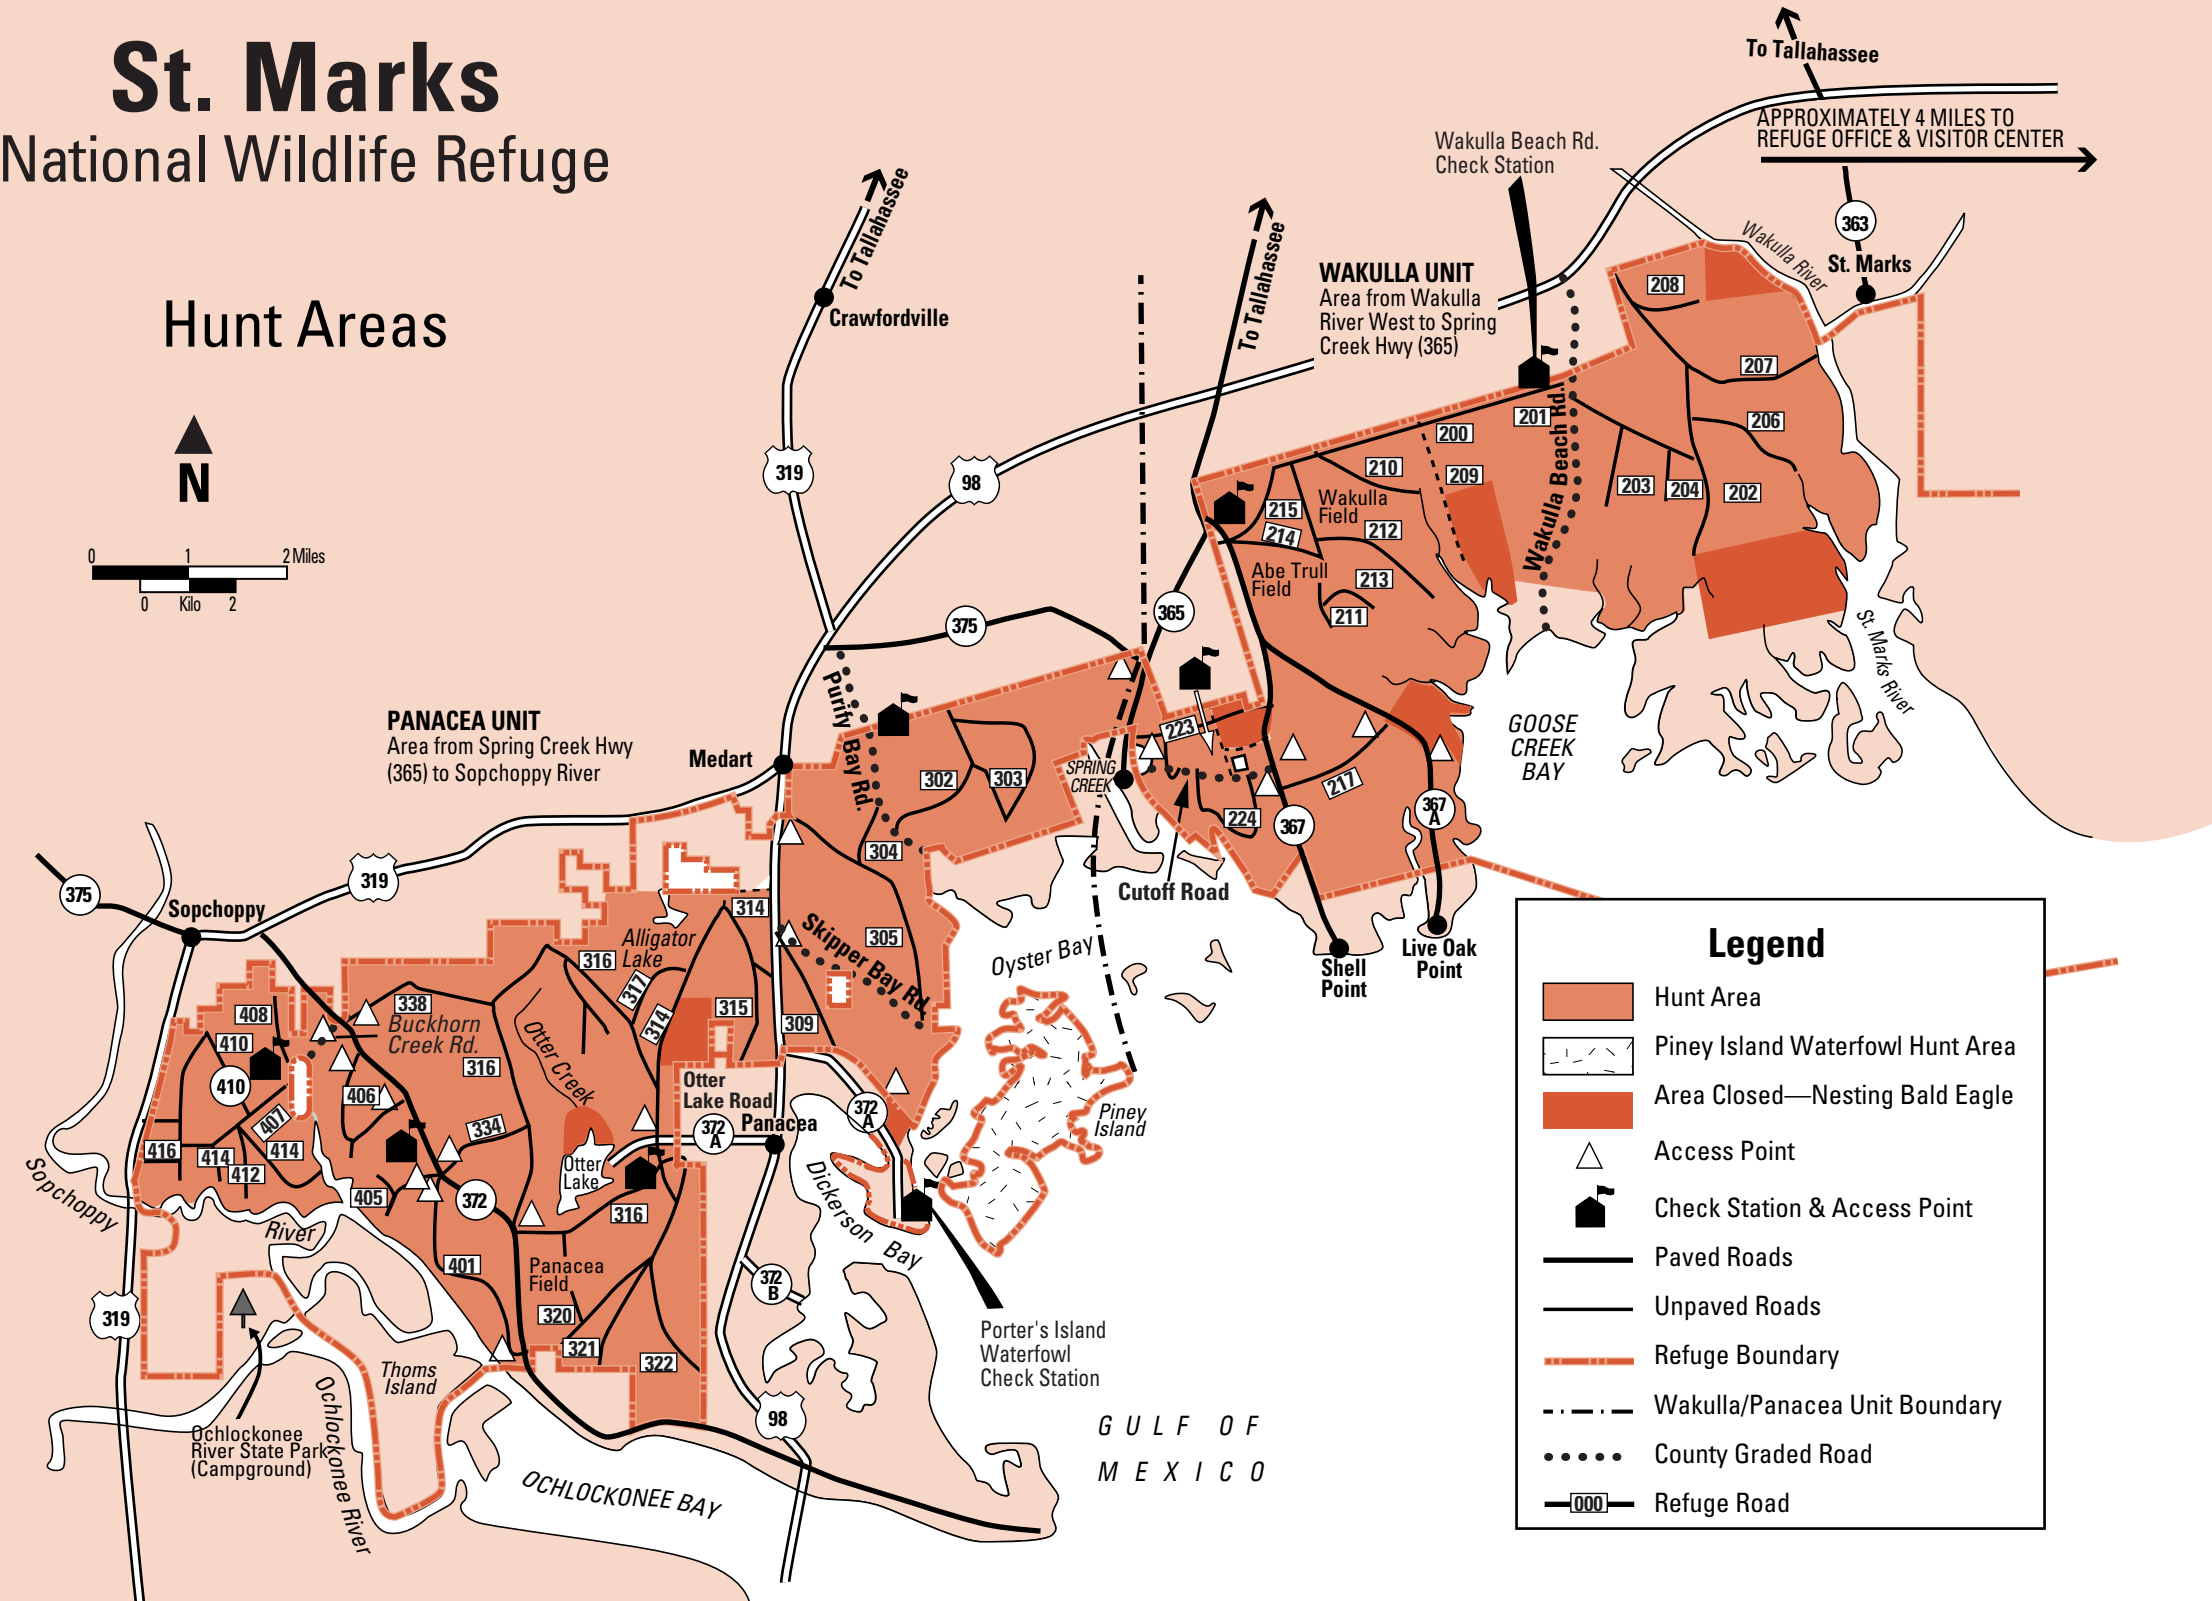 St. Marks
National Wildlife Refuge
Hunt Areas
N
0 1 2 Miles
0 Kilo 2
To Tallahassee
APPROXIMATELY 4 MILES TO
REFUGE OFFICE & VISITOR CENTER
363
St. Marks
Wakulla River
Wakulla Beach Rd.
Check Station
To Tallahassee
Crawfordville
To Tallahassee
WAKULLA UNIT
Area from Wakulla
River West to Spring
Creek Hwy (365)
208
207
206
201
200
Wakulla Beach Rd.
210
209
203
204
202
215
Wakulla
Field
214
212
Abe Trull
Field
213
211
319
98
375
365
St. Marks River
PANACEA UNIT
Area from Spring Creek Hwy
(365) to Sopchoppy River
Medart
Purify
Bay Rd.
302
303
304
SPRING
CREEK
223
224
217
367
367
A
GOOSE
CREEK
BAY
Cutoff Road
Shell
Point
Live Oak
Point
Oyster Bay
375
Sopchoppy
319
314
Alligator
Lake
316
317
314
315
305
Skipper Bay Rd
309
408
410
410
338
Buckhorn
Creek Rd.
316
Otter Creek
406
407
334
416
414
414
412
405
372
Otter
Lake Road
372
A
Panacea
372
A
Otter
Lake
316
Piney
Island
Dickerson Bay
Sopchoppy
River
401
Panacea
Field
320
321
322
372
B
319
Porter's Island
Waterfowl
Check Station
Thoms
Island
Ochlockonee
River State Park
(Campground)
Ochlockonee River
98
OCHLOCKONEE BAY
GULF OF
MEXICO
Legend
Hunt Area
Piney Island Waterfowl Hunt Area
Area Closed—Nesting Bald Eagle
Access Point
Check Station & Access Point
Paved Roads
Unpaved Roads
Refuge Boundary
Wakulla/Panacea Unit Boundary
County Graded Road
000 Refuge Road